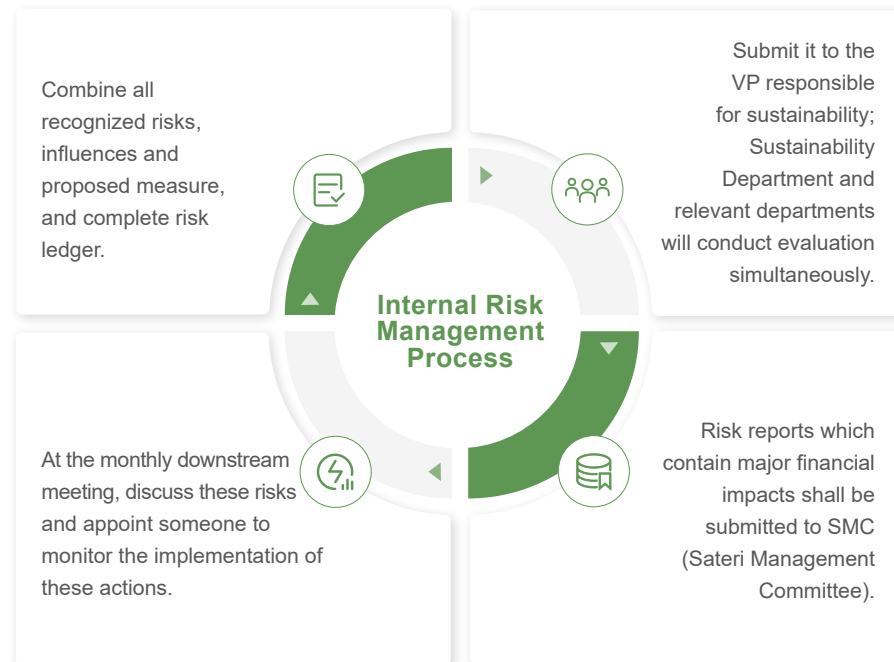 Combine all
recognized risks,
influences and
proposed measure,
and complete risk
ledger.
Submit it to the
VP responsible
for sustainability;
Sustainability
Department and
relevant departments
will conduct evaluation
simultaneously.
Internal Risk
Management
Process
At the monthly downstream
meeting, discuss these risks
and appoint someone to
monitor the implementation of
these actions.
Risk reports which
contain major financial
impacts shall be
submitted to SMC
(Sateri Management
Committee).